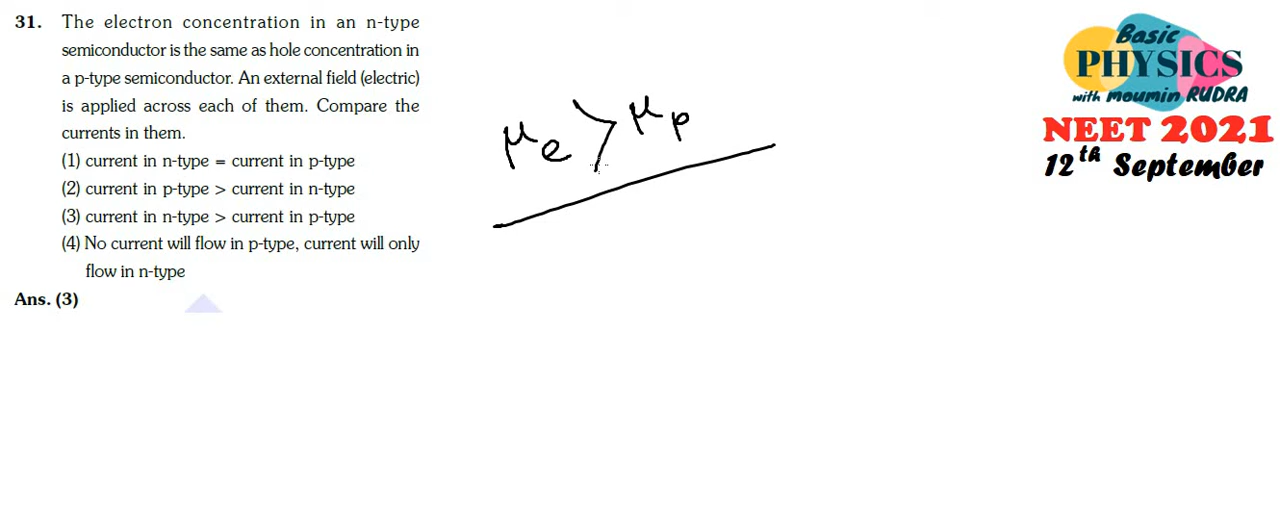 31. The electron concentration in an n-type
semiconductor is the same as hole concentration in
a p-type semiconductor. An external field (electric)
is applied across each of them. Compare the
currents in them.
(1) current in n-type = current in p-type
(2) current in p-type > current in n-type
(3) current in n-type > current in p-type
(4) No current will flow in p-type, current will only
flow in n-type
Ans. (3)
μe > μp
Basic
PHYSICS
with moumin RUDRA
NEET 2021
12th September